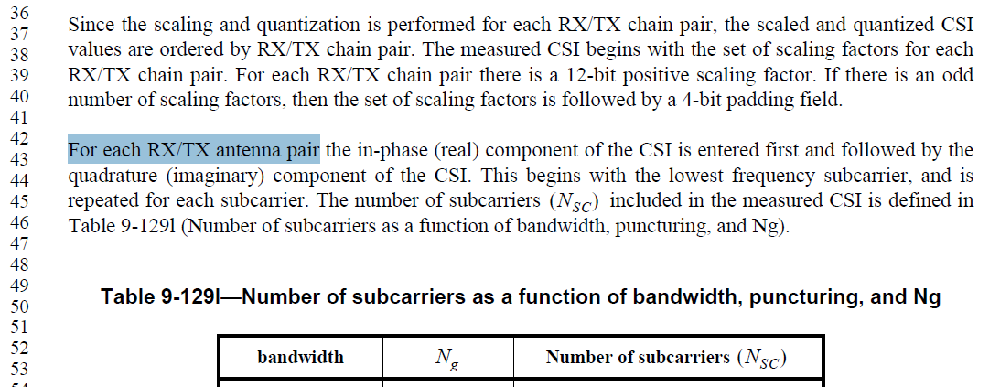 36
37
38
39
40
41
42
43
44
45
46
47
48
49
50
51
52
53
Since the scaling and quantization is performed for each RX/TX chain pair, the scaled and quantized CSI
values are ordered by RX/TX chain pair. The measured CSI begins with the set of scaling factors for each
RX/TX chain pair. For each RX/TX chain pair there is a 12-bit positive scaling factor. If there is an odd
number of scaling factors, then the set of scaling factors is followed by a 4-bit padding field.
For each RX/TX antenna pair the in-phase (real) component of the CSI is entered first and followed by the
quadrature (imaginary) component of the CSI. This begins with the lowest frequency subcarrier, and is
repeated for each subcarrier. The number of subcarriers (N_SC) included in the measured CSI is defined in
Table 9-129l (Number of subcarriers as a function of bandwidth, puncturing, and Ng).
Table 9-129l—Number of subcarriers as a function of bandwidth, puncturing, and Ng
bandwidth N_g Number of subcarriers (N_SC)